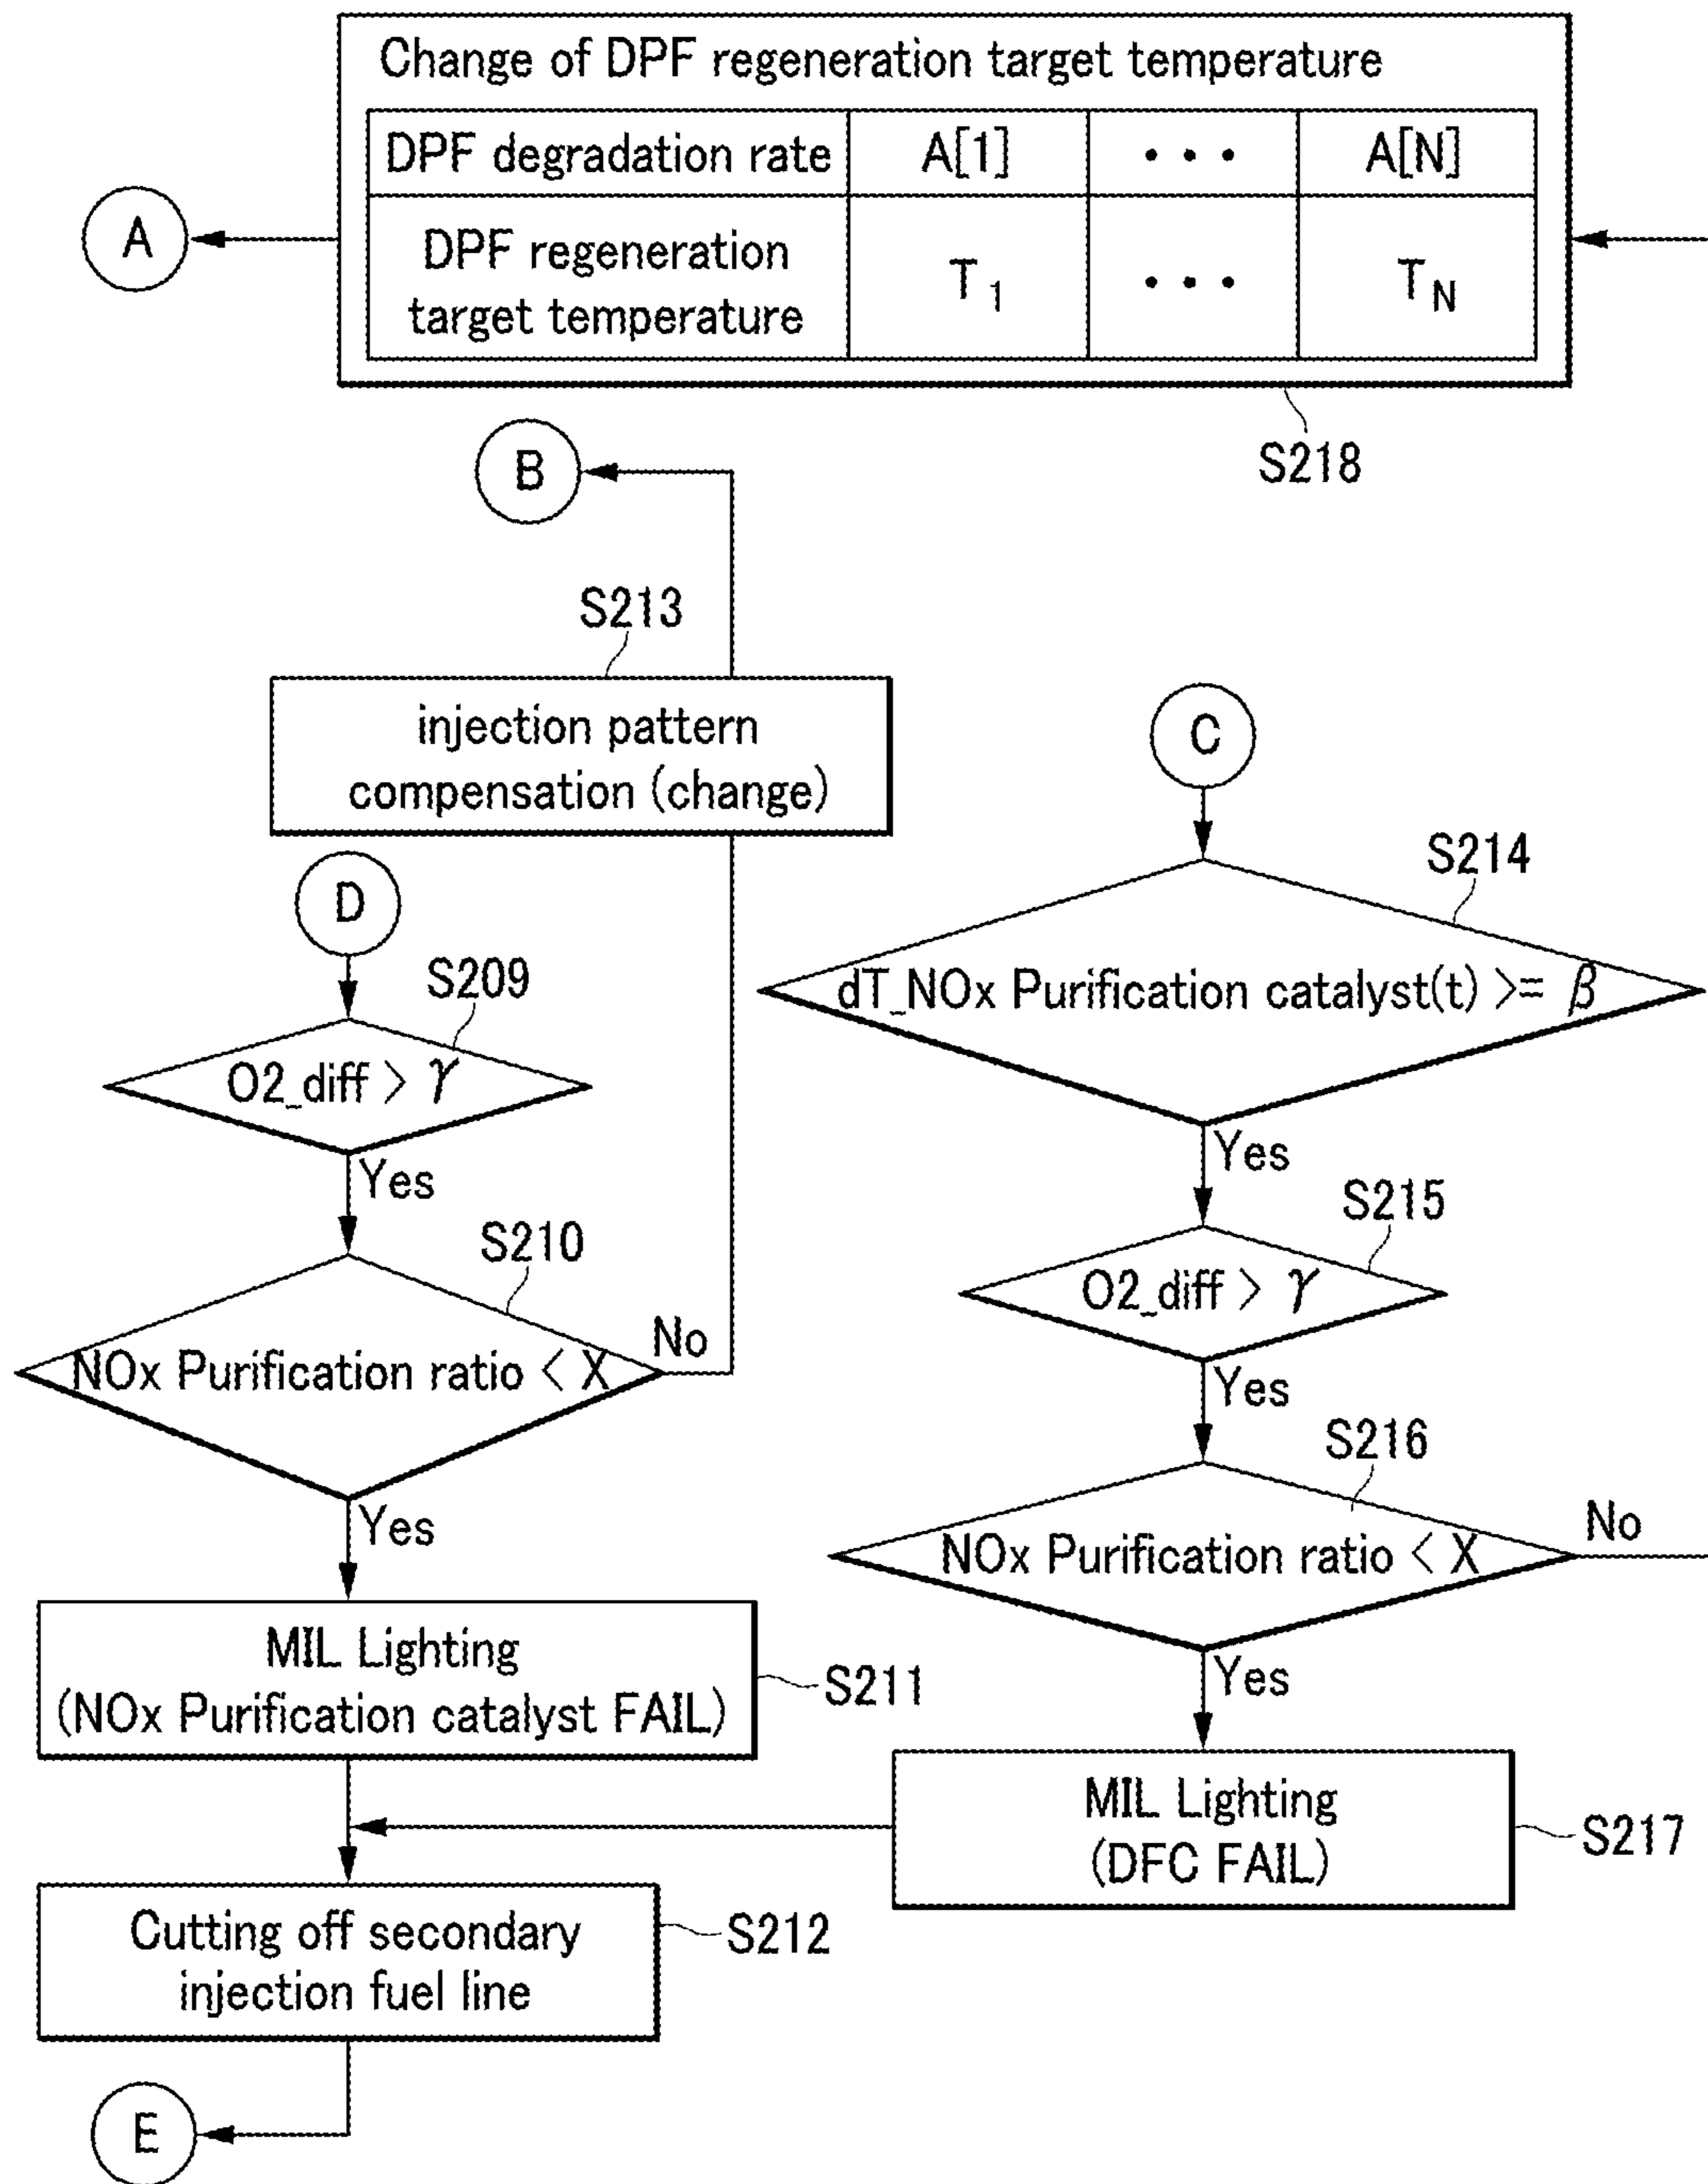 Change of DPF regeneration target temperature
DPF degradation rate A[1] ••• A[N]
DPF regeneration
target temperature
T1 ••• TN
A
S218
B
S213
injection pattern
compensation (change)
D
S209
O2_diff > γ
Yes
S210
NOx Purification ratio < X
No
Yes
MIL Lighting
(NOx Purification catalyst FAIL)
S211
Cutting off secondary
injection fuel line
S212
E
C
S214
dT_NOx Purification catalyst(t) >= β
Yes
S215
O2_diff > γ
Yes
S216
NOx Purification ratio < X
No
Yes
MIL Lighting
(DFC FAIL)
S217